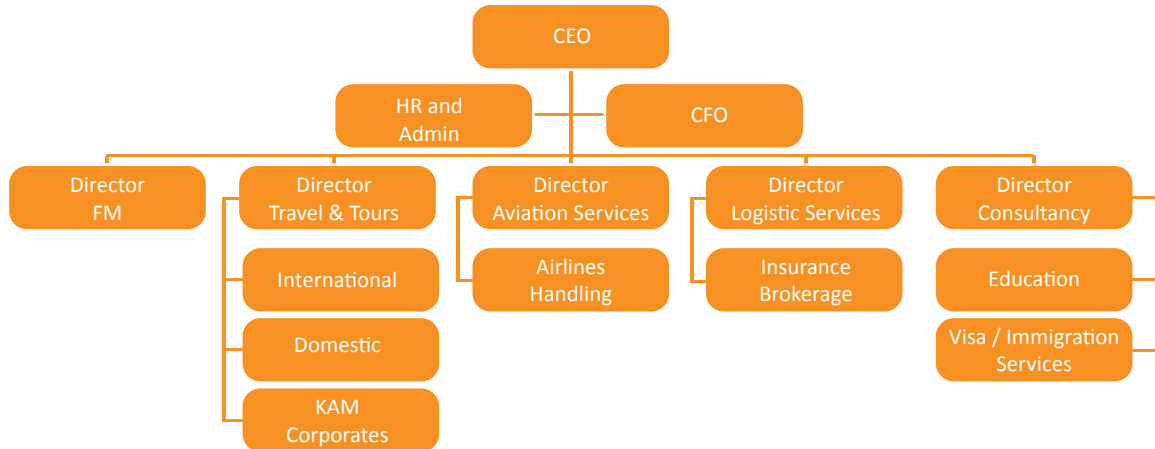 CEO
HR and
Admin
CFO
Director
FM
Director
Travel & Tours
Director
Aviation Services
Director
Logistic Services
Director
Consultancy
International
Airlines
Handling
Insurance
Brokerage
Education
Domestic
Visa / Immigration
Services
KAM
Corporates